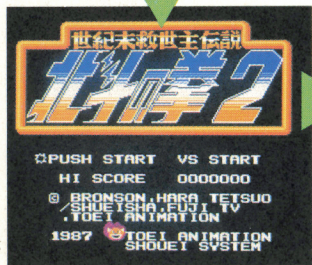 世紀末救世主伝説
北斗の拳2
PUSH START VS START
HI SCORE 0000000
© BRONSON.HARA TETSUO
/SHUEISHA.FUJI TV
.TOEI ANIMATION
1987 TOEI ANIMATION
SHOUEI SYSTEM